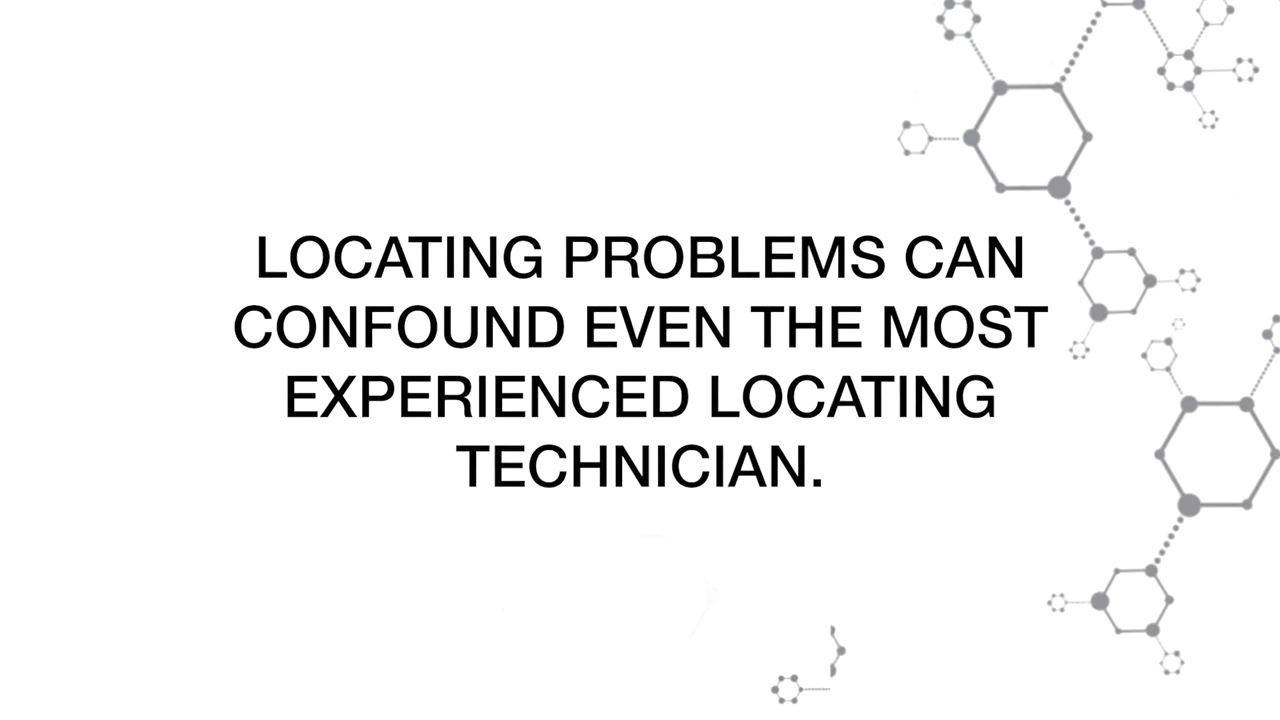 LOCATING PROBLEMS CAN
CONFOUND EVEN THE MOST
EXPERIENCED LOCATING
TECHNICIAN.